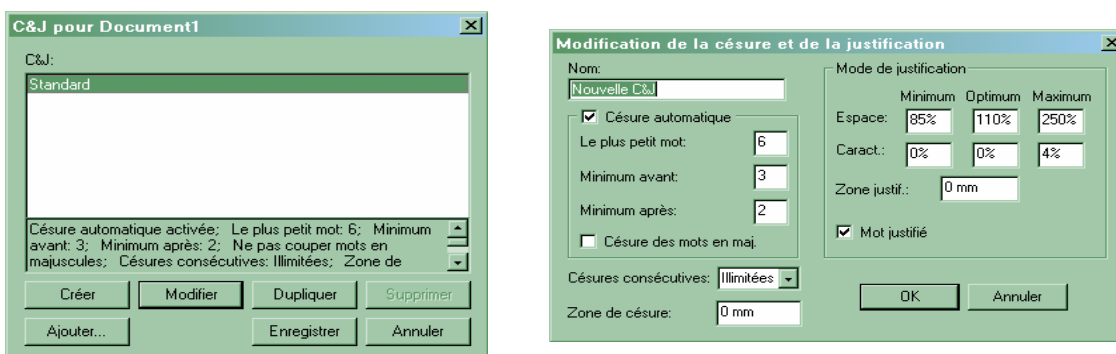 C&J pour Document1
C&J:
Standard
Césure automatique activée; Le plus petit mot: 6; Minimum
avant: 3; Minimum après: 2; Ne pas couper mots en
majuscules; Césures consécutives: Illimitées; Zone de
Créer Modifier Dupliquer Supprimer
Ajouter... Enregistrer Annuler
Modification de la césure et de la justification
Nom:
Nouvelle C&J
Césure automatique
Le plus petit mot: 6
Minimum avant: 3
Minimum après: 2
Césure des mots en maj.
Césures consécutives: Illimitées
Zone de césure: 0 mm
Mode de justification
Minimum Optimum Maximum
Espace: 85% 110% 250%
Caract.: 0% 0% 4%
Zone justif.: 0 mm
Mot justifié
OK Annuler